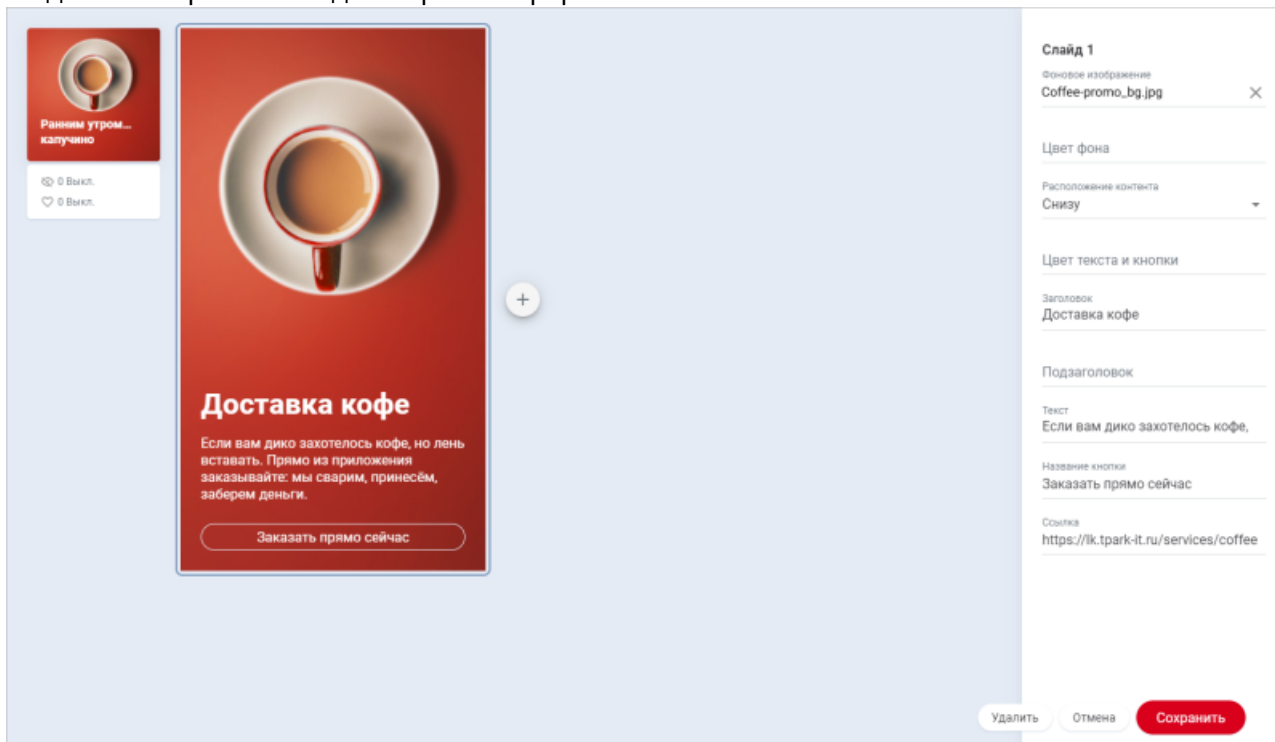 Ранним утром...
капучино
0 Выкл.
0 Выкл.
Доставка кофе
Если вам дико захотелось кофе, но лень
вставать. Прямо из приложения
заказывайте: мы сварим, принесём,
заберем деньги.
Заказать прямо сейчас
+
Слайд 1
Фоновое изображение
Coffee-promo_bg.jpg
Цвет фона
Расположение контента
Снизу
Цвет текста и кнопки
Заголовок
Доставка кофе
Подзаголовок
Текст
Если вам дико захотелось кофе,
Название кнопки
Заказать прямо сейчас
Ссылка
https://lk.tpark-it.ru/services/coffee
Удалить
Отмена
Сохранить